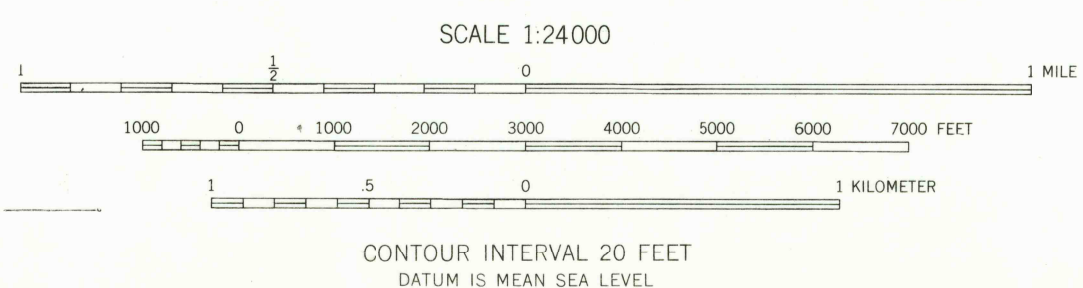 SCALE 1:24000
1 ½ 0 1 MILE
1000 0 1000 2000 3000 4000 5000 6000 7000 FEET
1 .5 0 1 KILOMETER
CONTOUR INTERVAL 20 FEET
DATUM IS MEAN SEA LEVEL